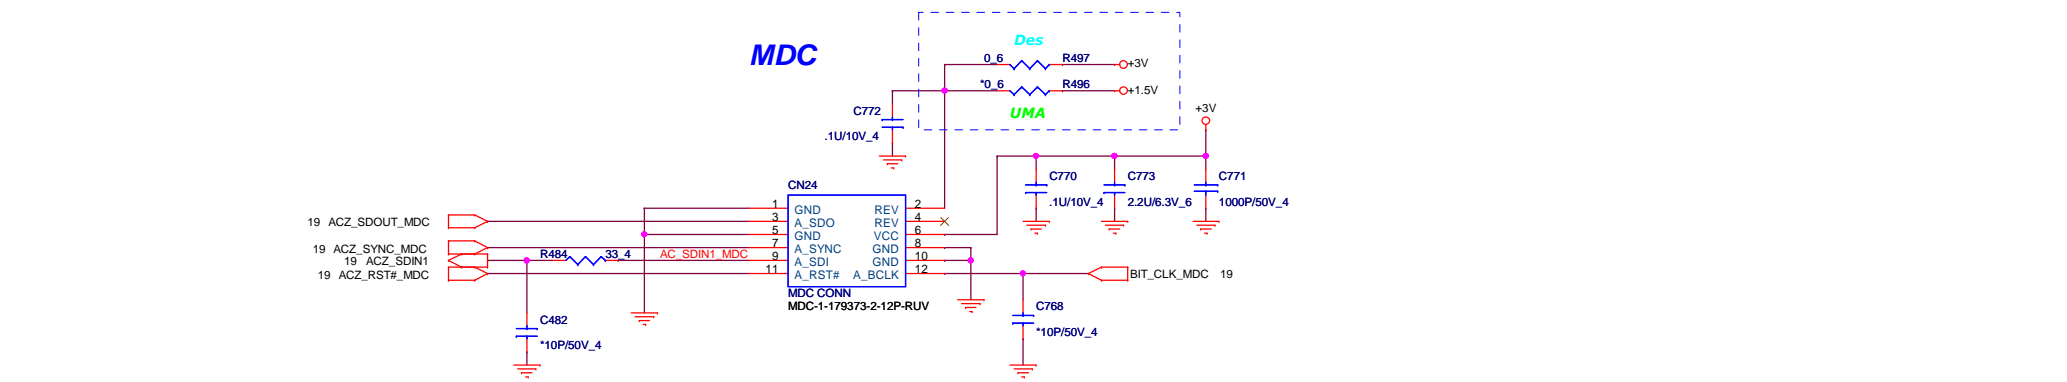 MDC
Des
0_6 R497 +3V
*0_6 R496 +1.5V
UMA
C772
.1U/10V_4
+3V
C770
.1U/10V_4
C773
2.2U/6.3V_6
C771
1000P/50V_4
CN24
1 GND REV 2
3 A_SDO REV 4
5 GND VCC 6
7 A_SYNC GND 8
9 A_SDI GND 10
11 A_RST# A_BCLK 12
MDC CONN
MDC-1-179373-2-12P-RUV
19 ACZ_SDOUT_MDC
19 ACZ_SYNC_MDC
19 ACZ_SDIN1
19 ACZ_RST#_MDC
R484 33_4
AC_SDIN1_MDC
BIT_CLK_MDC 19
C482
*10P/50V_4
C768
*10P/50V_4